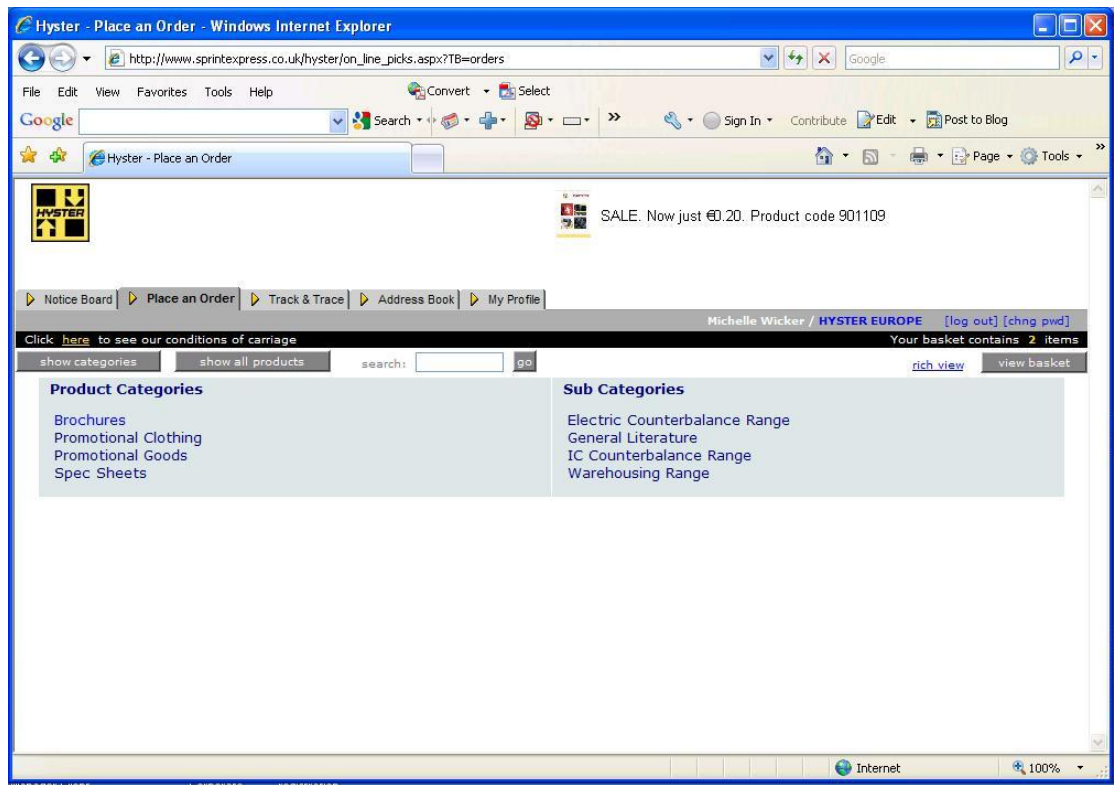 Hyster - Place an Order - Windows Internet Explorer
http://www.sprintexpress.co.uk/hyster/on_line_picks.aspx?TB=orders Google
File Edit View Favorites Tools Help Convert Select
Google Search Sign In Contribute Edit Post to Blog
Hyster - Place an Order Page Tools
HYSTER
SALE. Now just €0.20. Product code 901109
Notice Board Place an Order Track & Trace Address Book My Profile
Michelle Wicker / HYSTER EUROPE [log out] [chng pwd]
Click here to see our conditions of carriage Your basket contains 2 items
show categories show all products search: go rich view view basket
Product Categories Sub Categories
Brochures Electric Counterbalance Range
Promotional Clothing General Literature
Promotional Goods IC Counterbalance Range
Spec Sheets Warehousing Range
Internet 100%